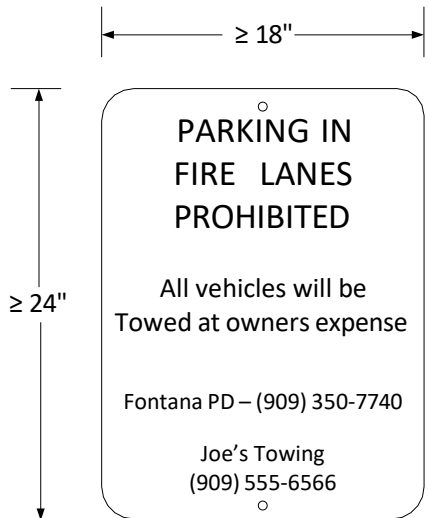 ≥ 18"
PARKING IN
FIRE LANES
PROHIBITED
≥ 24"
All vehicles will be
Towed at owners expense
Fontana PD – (909) 350-7740
Joe's Towing
(909) 555-6566